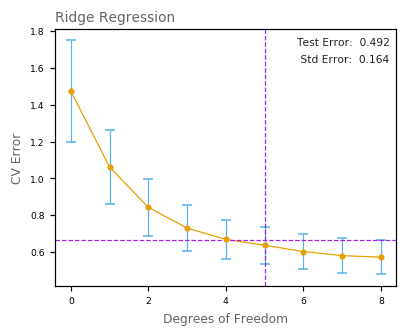 Ridge Regression
Test Error: 0.492
Std Error: 0.164
CV Error
1.8
1.6
1.4
1.2
1.0
0.8
0.6
0 2 4 6 8
Degrees of Freedom